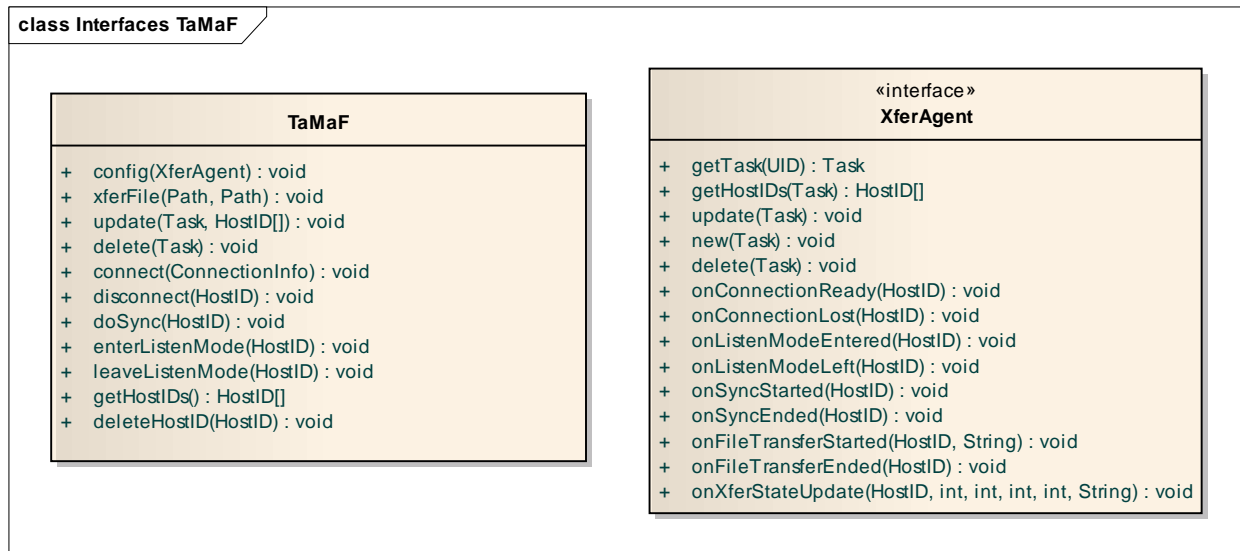 class Interfaces TaMaF
TaMaF
+ config(XferAgent) : void
+ xferFile(Path, Path) : void
+ update(Task, HostID[]) : void
+ delete(Task) : void
+ connect(ConnectionInfo) : void
+ disconnect(HostID) : void
+ doSync(HostID) : void
+ enterListenMode(HostID) : void
+ leaveListenMode(HostID) : void
+ getHostIDs() : HostID[]
+ deleteHostID(HostID) : void
«interface»
XferAgent
+ getTask(UID) : Task
+ getHostIDs(Task) : HostID[]
+ update(Task) : void
+ new(Task) : void
+ delete(Task) : void
+ onConnectionReady(HostID) : void
+ onConnectionLost(HostID) : void
+ onListenModeEntered(HostID) : void
+ onListenModeLeft(HostID) : void
+ onSyncStarted(HostID) : void
+ onSyncEnded(HostID) : void
+ onFileTransferStarted(HostID, String) : void
+ onFileTransferEnded(HostID) : void
+ onXferStateUpdate(HostID, int, int, int, int, String) : void